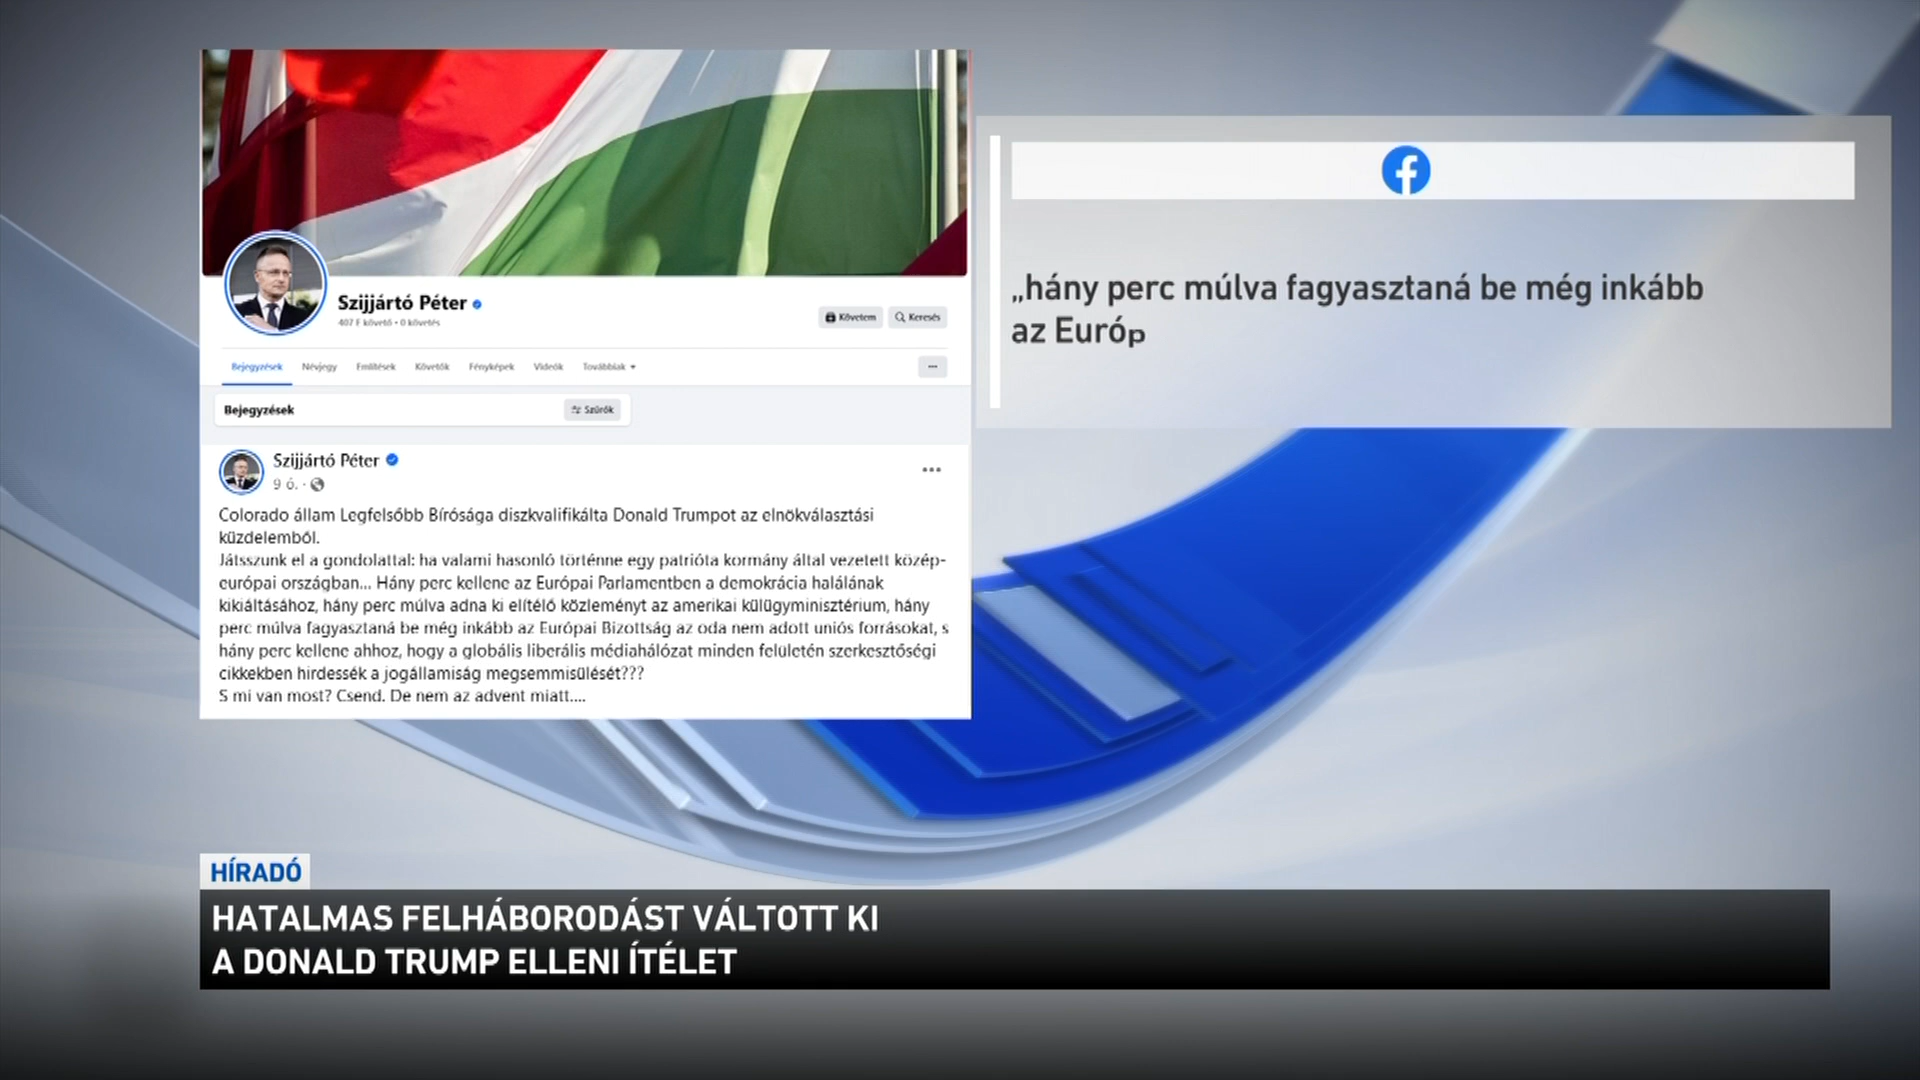 Szijjártó Péter
407 E követő • 0 követés
Követem
Keresés
Bejegyzések
Névjegy
Említések
Követők
Fényképek
Videók
Továbbiak
Bejegyzések
Szűrők
Szijjártó Péter
9 ó. ·
Colorado állam Legfelsőbb Bírósága diszkvalifikálta Donald Trumpot az elnökválasztási
küzdelemből.
Játsszunk el a gondolattal: ha valami hasonló történne egy patrióta kormány által vezetett közép-
európai országban... Hány perc kellene az Európai Parlamentben a demokrácia halálának
kikiáltásához, hány perc múlva adna ki elítélő közleményt az amerikai külügyminisztérium, hány
perc múlva fagyasztaná be még inkább az Európai Bizottság az oda nem adott uniós forrásokat, s
hány perc kellene ahhoz, hogy a globális liberális médiahálózat minden felületén szerkesztőségi
cikkekben hirdessék a jogállamiság megsemmisülését???
S mi van most? Csend. De nem az advent miatt....
„hány perc múlva fagyasztaná be még inkább
az Európ
HÍRADÓ
HATALMAS FELHÁBORODÁST VÁLTOTT KI
A DONALD TRUMP ELLENI ÍTÉLET